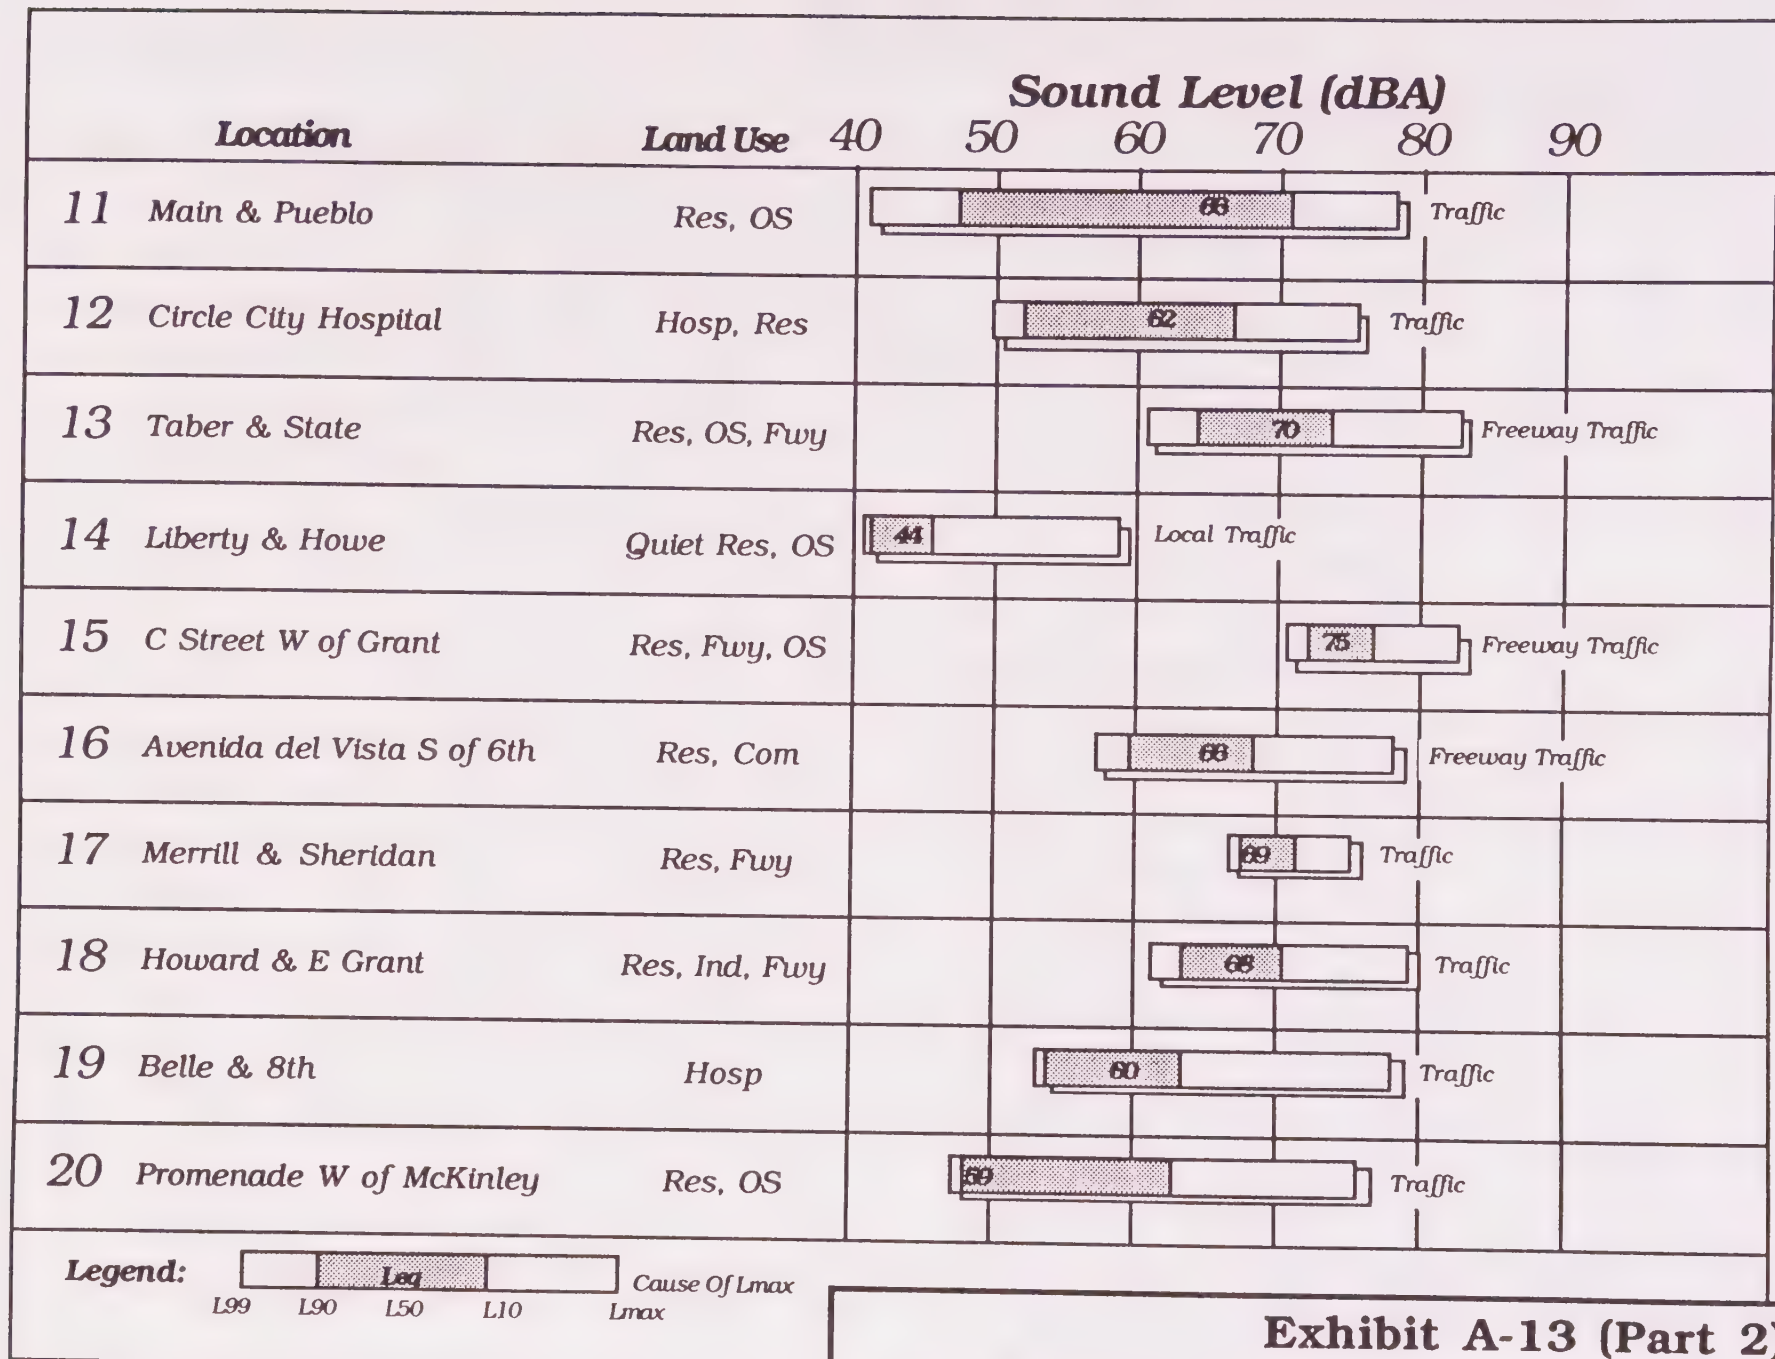 Sound Level (dBA)
Location Land Use 40 50 60 70 80 90
11 Main & Pueblo Res, OS 66 Traffic
12 Circle City Hospital Hosp, Res 62 Traffic
13 Taber & State Res, OS, Fwy 70 Freeway Traffic
14 Liberty & Howe Quiet Res, OS 44 Local Traffic
15 C Street W of Grant Res, Fwy, OS 75 Freeway Traffic
16 Avenida del Vista S of 6th Res, Com 66 Freeway Traffic
17 Merrill & Sheridan Res, Fwy 69 Traffic
18 Howard & E Grant Res, Ind, Fwy 68 Traffic
19 Belle & 8th Hosp 60 Traffic
20 Promenade W of McKinley Res, OS Traffic
Legend: Leq Cause Of Lmax
L99 L90 L50 L10 Lmax
Exhibit A-13 (Part 2)